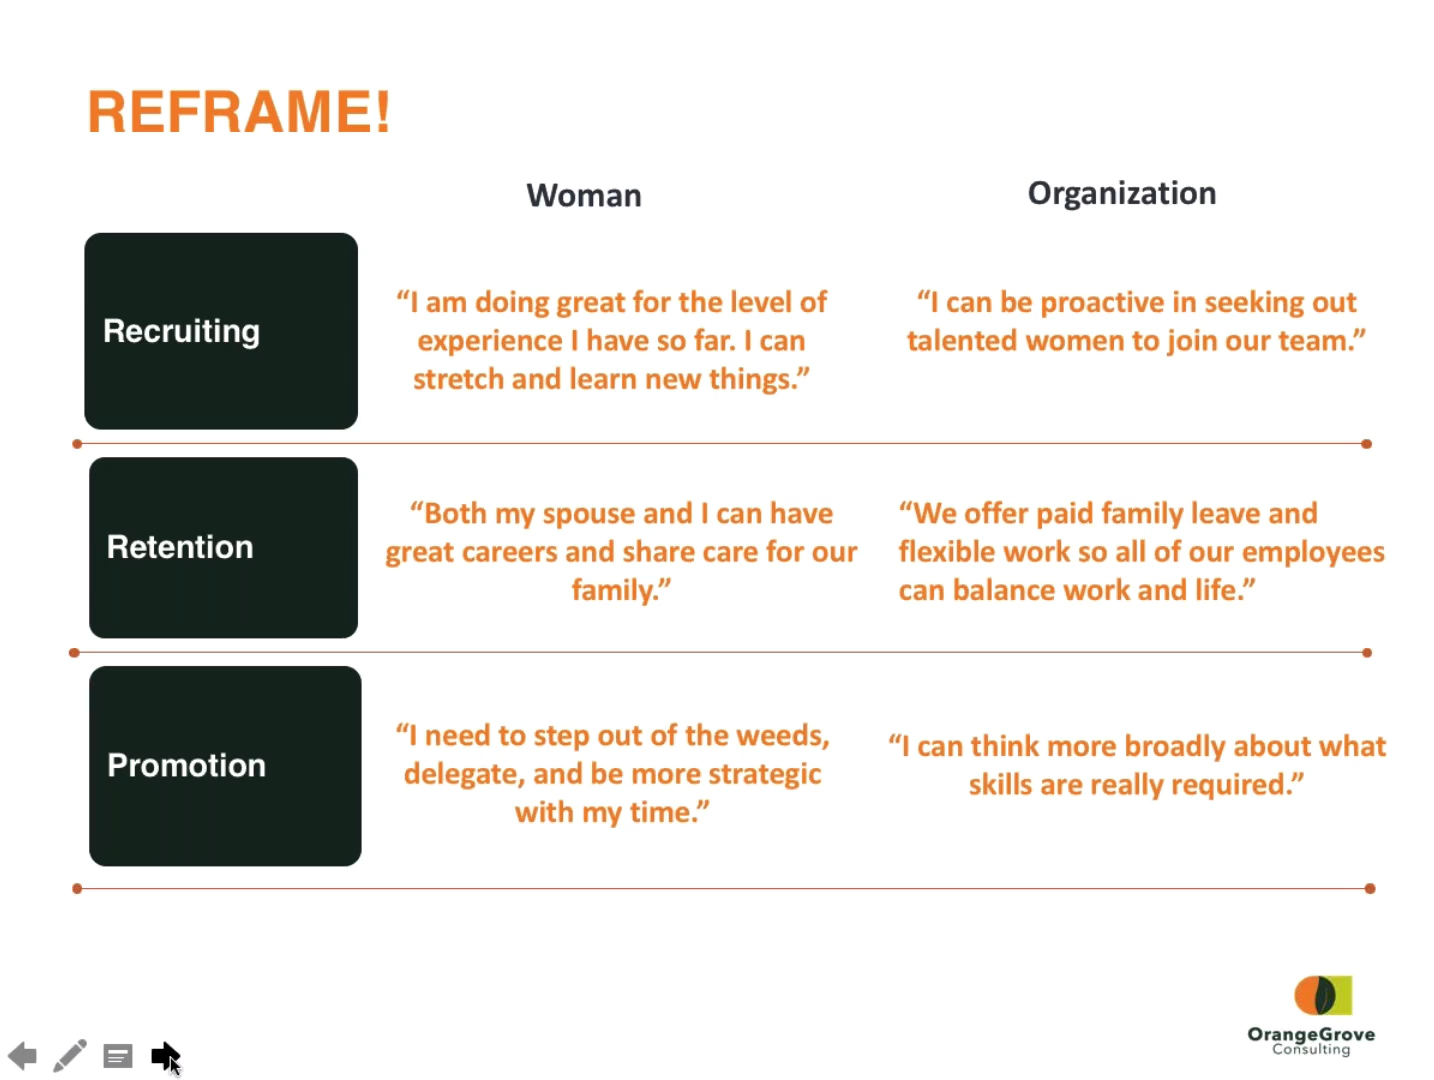 REFRAME!
Woman
Organization
Recruiting
“I am doing great for the level of
experience I have so far. I can
stretch and learn new things.”
“I can be proactive in seeking out
talented women to join our team.”
Retention
“Both my spouse and I can have
great careers and share care for our
family.”
“We offer paid family leave and
flexible work so all of our employees
can balance work and life.”
Promotion
“I need to step out of the weeds,
delegate, and be more strategic
with my time.”
“I can think more broadly about what
skills are really required.”
OrangeGrove
Consulting